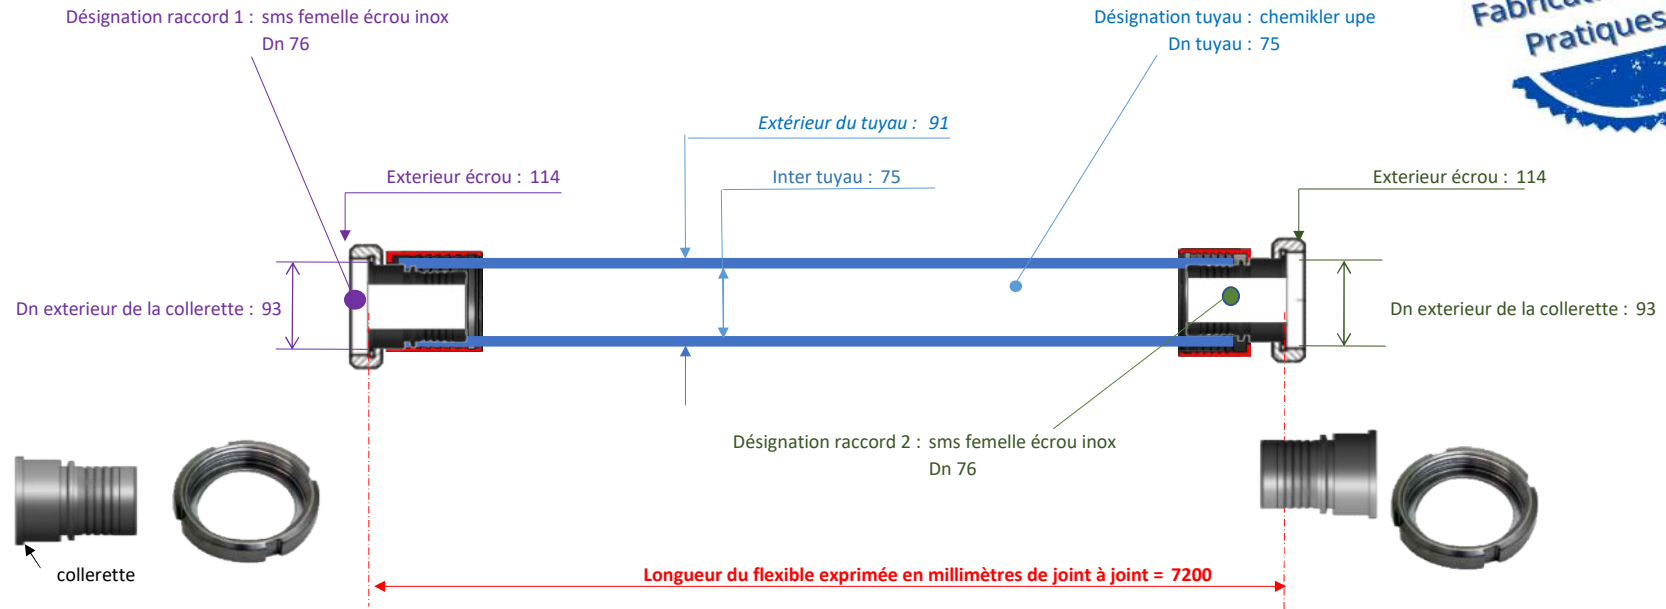 Désignation raccord 1 : sms femelle écrou inox
Dn 76
Désignation tuyau : chemikler upe
Dn tuyau : 75
Pratiques
Extérieur du tuyau : 91
Exterieur écrou : 114
Inter tuyau : 75
Exterieur écrou : 114
Dn exterieur de la collerette : 93
Dn exterieur de la collerette : 93
Désignation raccord 2 : sms femelle écrou inox
Dn 76
collerette
Longueur du flexible exprimée en millimètres de joint à joint = 7200